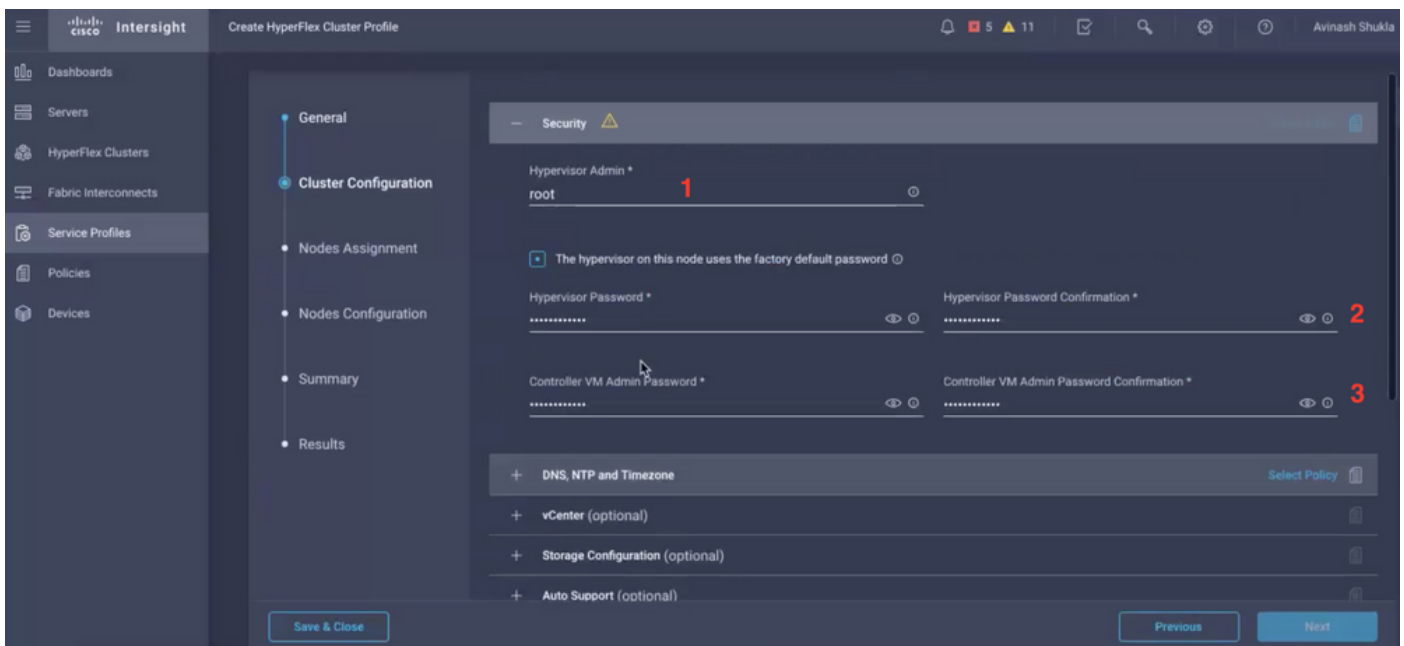 cisco Intersight
Create HyperFlex Cluster Profile
5 11
Avinash Shukla
Dashboards
Servers
HyperFlex Clusters
Fabric Interconnects
Service Profiles
Policies
Devices
General
Cluster Configuration
Nodes Assignment
Nodes Configuration
Summary
Results
Security
Hypervisor Admin *
root 1
The hypervisor on this node uses the factory default password
Hypervisor Password * Hypervisor Password Confirmation *
············ ············ 2
Controller VM Admin Password * Controller VM Admin Password Confirmation *
············ ············ 3
DNS, NTP and Timezone Select Policy
vCenter (optional)
Storage Configuration (optional)
Auto Support (optional)
Save & Close Previous Next